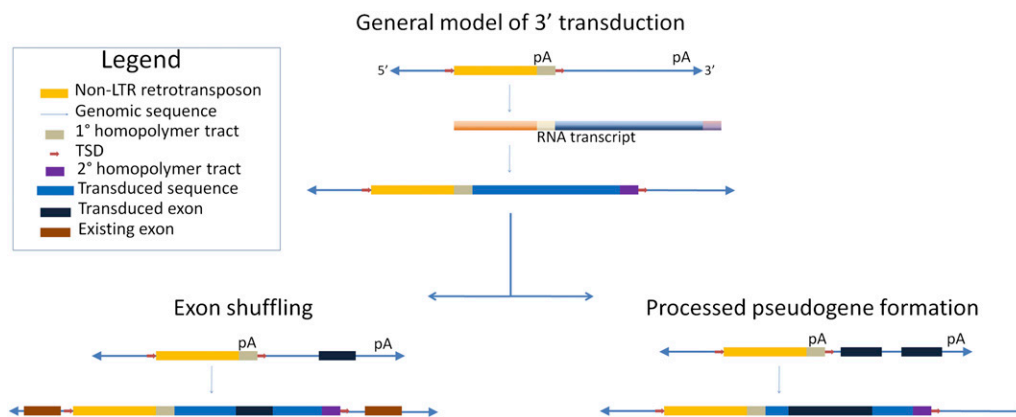 General model of 3’ transduction
Legend
Non-LTR retrotransposon
Genomic sequence
1° homopolymer tract
TSD
2° homopolymer tract
Transduced sequence
Transduced exon
Existing exon
pA
pA
5’
3’
RNA transcript
Exon shuffling
pA
pA
Processed pseudogene formation
pA
pA